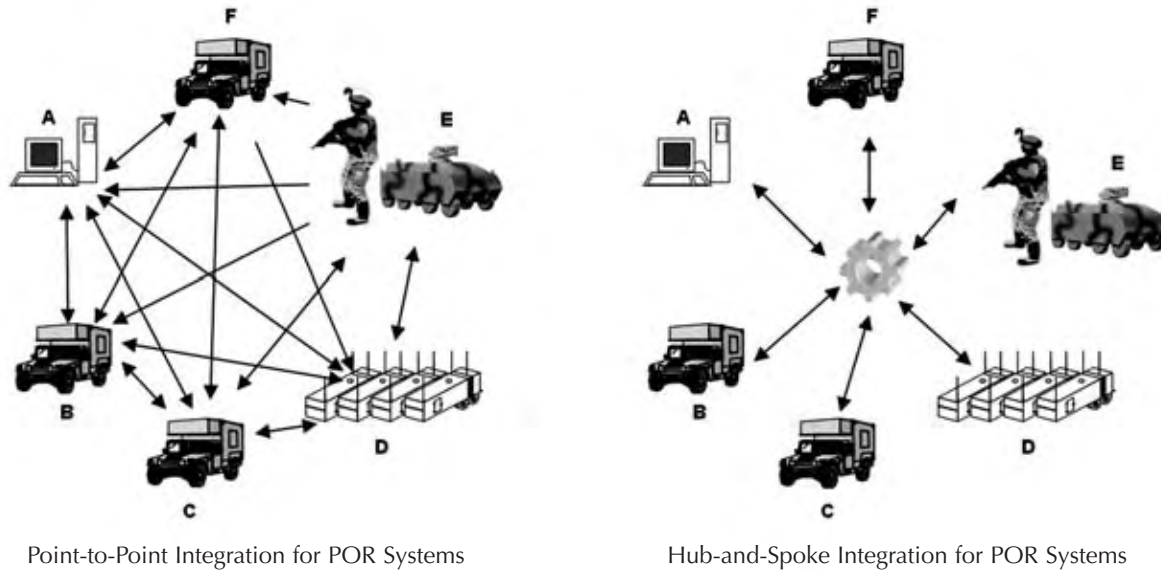 F
A
E
B
D
C
Point-to-Point Integration for POR Systems
F
A
E
B
D
C
Hub-and-Spoke Integration for POR Systems